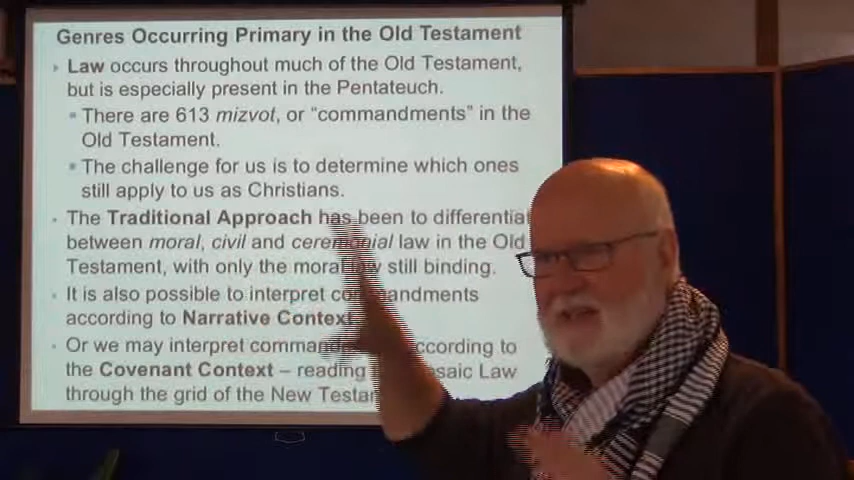 Genres Occurring Primary in the Old Testament
Law occurs throughout much of the Old Testament,
but is especially present in the Pentateuch.
There are 613 mizvot, or “commandments” in the
Old Testament.
The challenge for us is to determine which ones
still apply to us as Christians.
The Traditional Approach has been to differentiat
between moral, civil and ceremonial law in the Old
Testament, with only the moral law still binding.
It is also possible to interpret commandments
according to Narrative Context
Or we may interpret comman according to
the Covenant Context – reading saic Law
through the grid of the New Testam